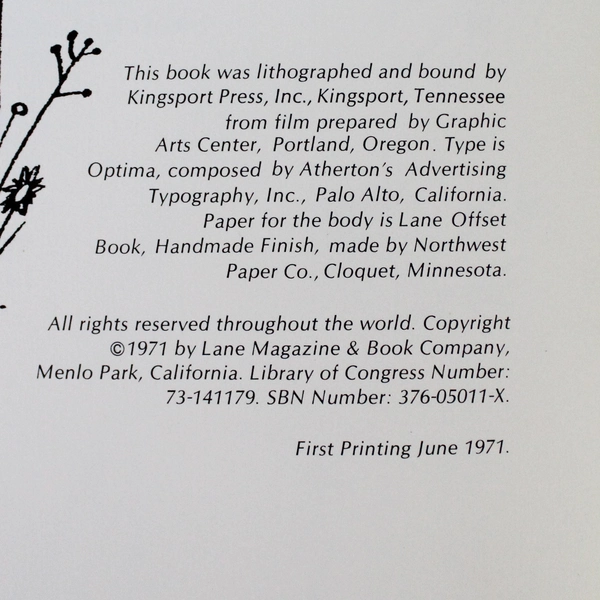 This book was lithographed and bound by
Kingsport Press, Inc., Kingsport, Tennessee
from film prepared by Graphic
Arts Center, Portland, Oregon. Type is
Optima, composed by Atherton's Advertising
Typography, Inc., Palo Alto, California.
Paper for the body is Lane Offset
Book, Handmade Finish, made by Northwest
Paper Co., Cloquet, Minnesota.
All rights reserved throughout the world. Copyright
©1971 by Lane Magazine & Book Company,
Menlo Park, California. Library of Congress Number:
73-141179. SBN Number: 376-05011-X.
First Printing June 1971.